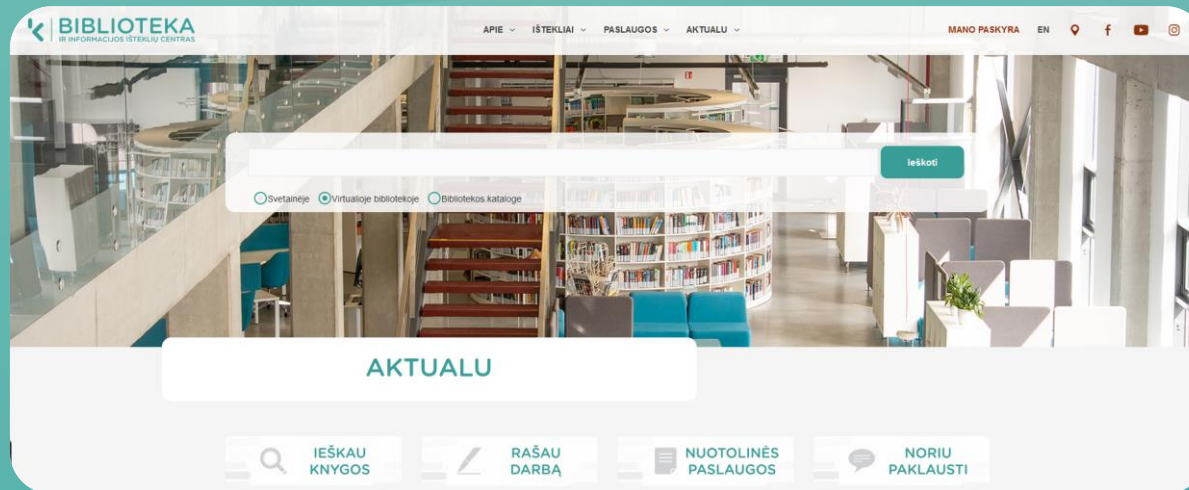 BIBLIOTEKA
IR INFORMACIJOS IŠTEKLIŲ CENTRAS
APIE IŠTEKLIAI PASLAUGOS AKTUALU
MANO PASKYRA EN
Ieškoti
Svetainėje Virtualioje bibliotekoje Bibliotekos kataloge
AKTUALU
IEŠKAU
KNYGOS
RAŠAU
DARBĄ
NUOTOLINĖS
PASLAUGOS
NORIU
PAKLAUSTI